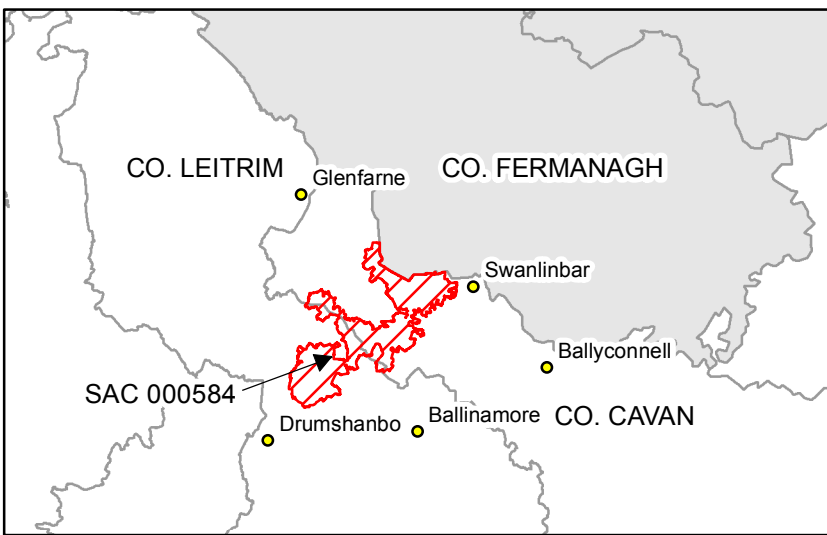 CO. LEITRIM
CO. FERMANAGH
Glenfarne
Swanlinbar
Ballyconnell
SAC 000584
Drumshanbo
Ballinamore
CO. CAVAN